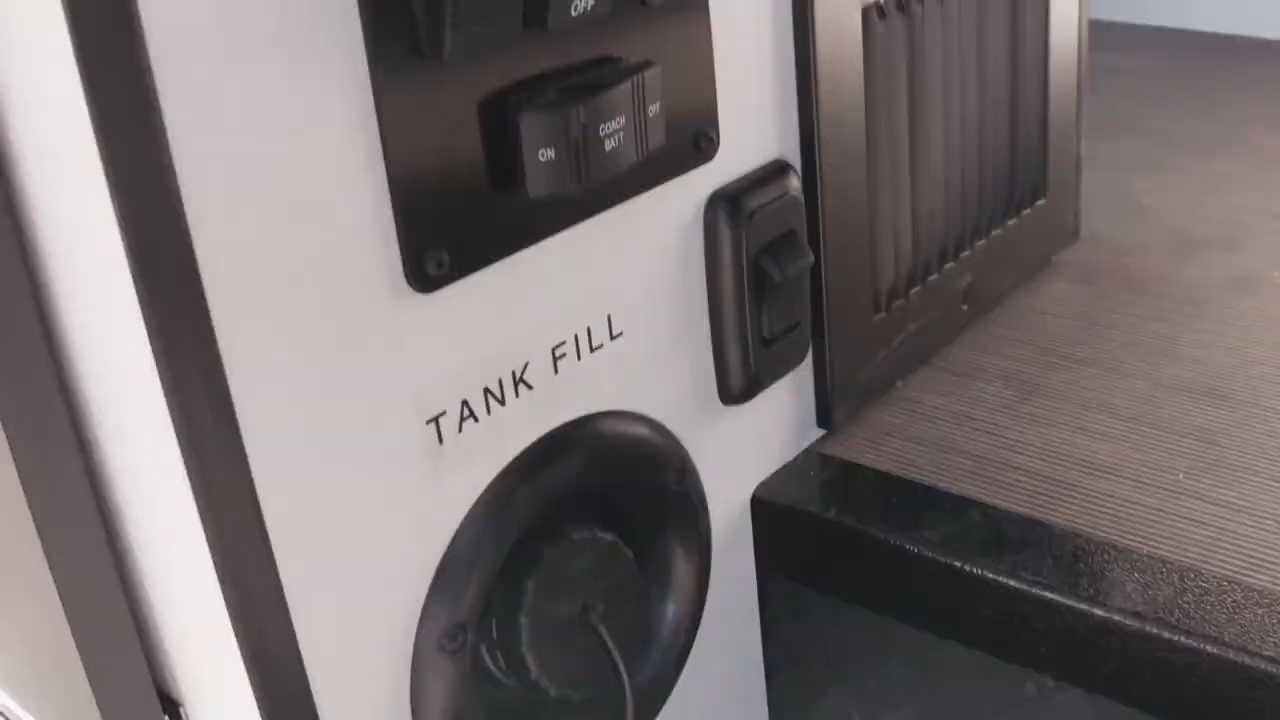 OFF
ON
COACH
BATT
OFF
TANK FILL